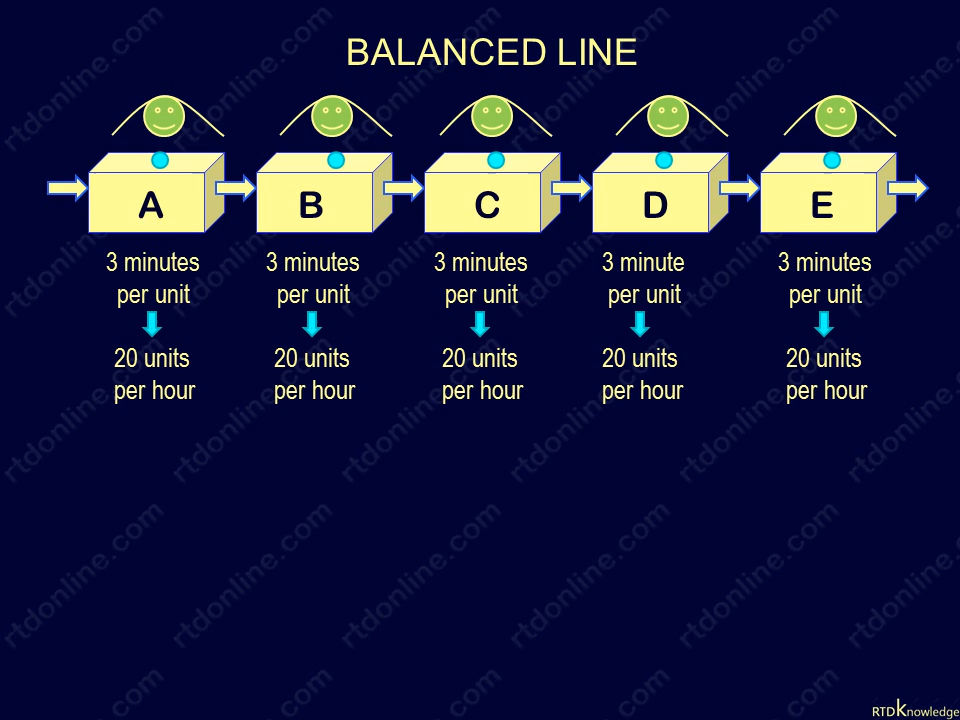 BALANCED LINE
A B C D E
3 minutes 3 minutes 3 minutes 3 minute 3 minutes
per unit per unit per unit per unit per unit
20 units 20 units 20 units 20 units 20 units
per hour per hour per hour per hour per hour
rtdonline.com
RTDKnowledge